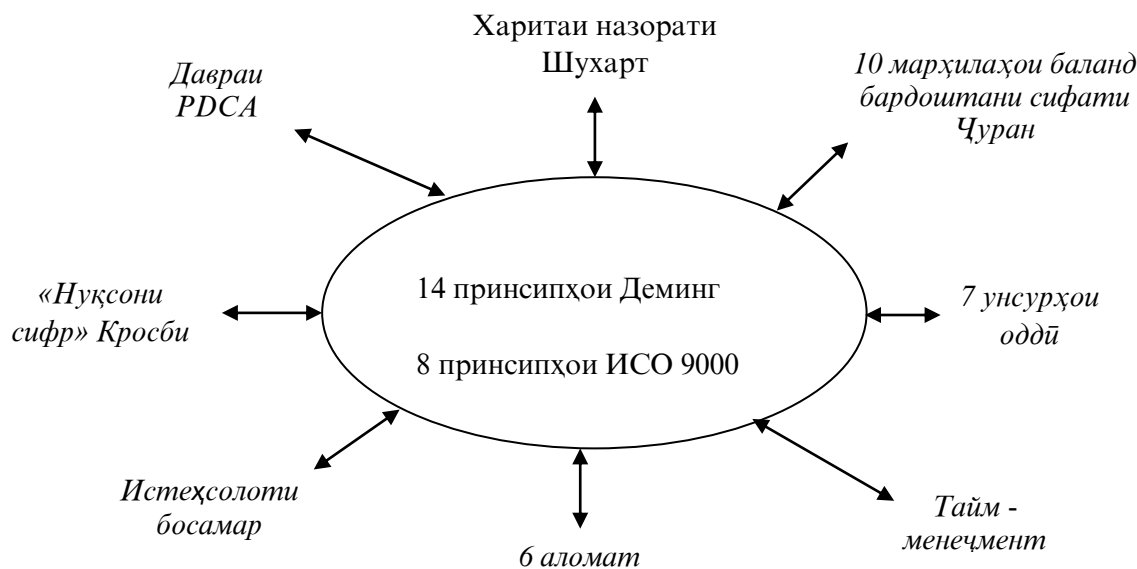 Харитаи назорати
Шухарт
Давраи
PDCA
10 марҳилаҳои баланд
бардоштани сифати
Ҷуран
14 принсипҳои Деминг
8 принсипҳои ИСО 9000
«Нуқсони
сифр» Кросби
7 унсурҳои
оддӣ
Истеҳсолоти
босамар
6 аломат
Тайм -
менеҷмент